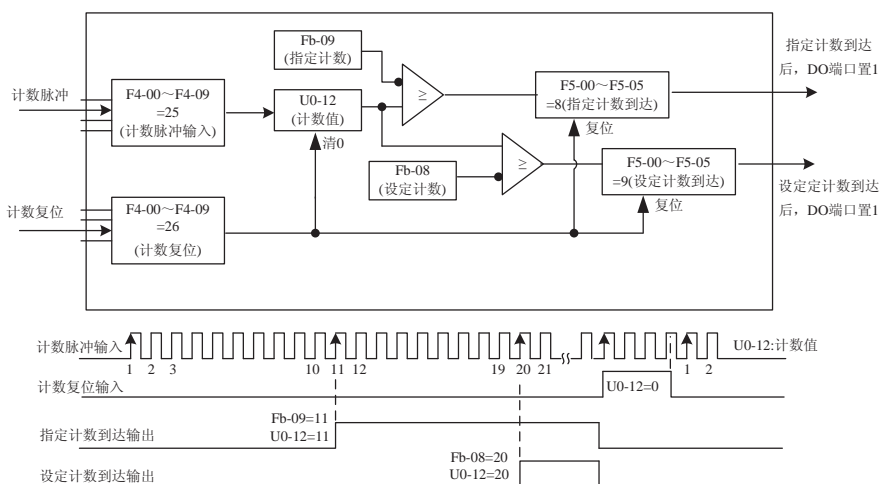 Fb-09
(指定计数)
指定计数到达
后，DO端口置1
计数脉冲
F4-00～F4-09
=25
(计数脉冲输入)
U0-12
(计数值)
≥
F5-00～F5-05
=8(指定计数到达)
清0
复位
Fb-08
(设定计数)
≥
F5-00～F5-05
=9(设定计数到达)
设定定计数到达
后，DO端口置1
复位
计数复位
F4-00～F4-09
=26
(计数复位)
计数脉冲输入
U0-12:计数值
1 2 3 10 11 12 19 20 21 1 2
计数复位输入
U0-12=0
Fb-09=11
U0-12=11
指定计数到达输出
Fb-08=20
U0-12=20
设定计数到达输出